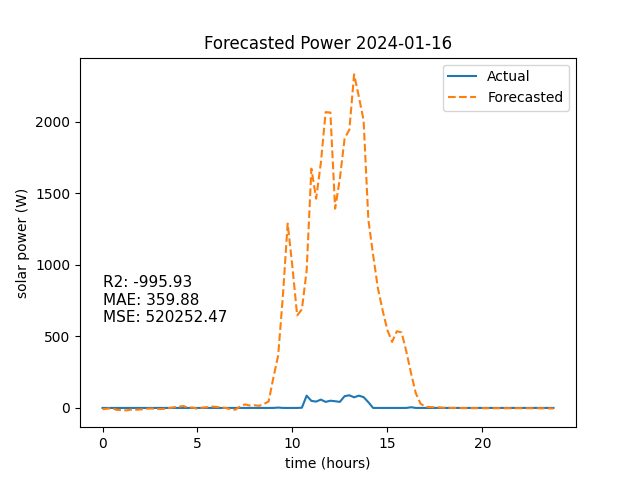 Forecasted Power 2024-01-16
Actual
Forecasted
2000
1500
1000
500
0
solar power (W)
R2: -995.93
MAE: 359.88
MSE: 520252.47
0 5 10 15 20
time (hours)